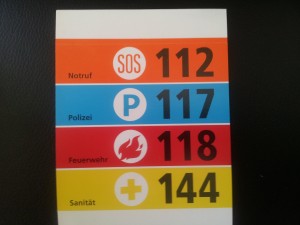 Notruf SOS 112
Polizei P 117
Feuerwehr 118
Sanität 144